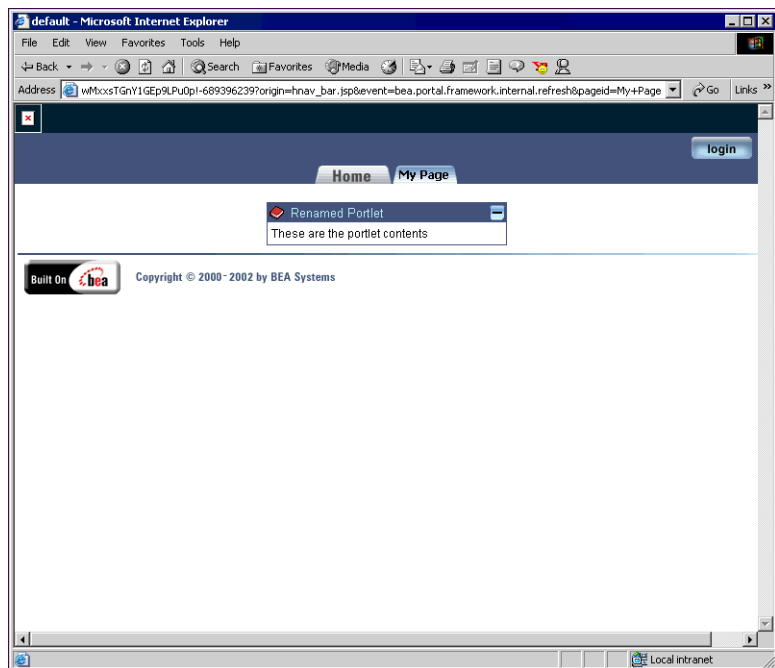 default - Microsoft Internet Explorer
File Edit View Favorites Tools Help
Back Search Favorites Media
Address wMxxsTGnY1GEp9LPu0p!-689396239?origin=hnav_bar.jsp&event=bea.portal.framework.internal.refresh&pageid=My+Page Go Links »
login
Home My Page
Renamed Portlet
These are the portlet contents
Built On bea Copyright © 2000-2002 by BEA Systems
Local intranet